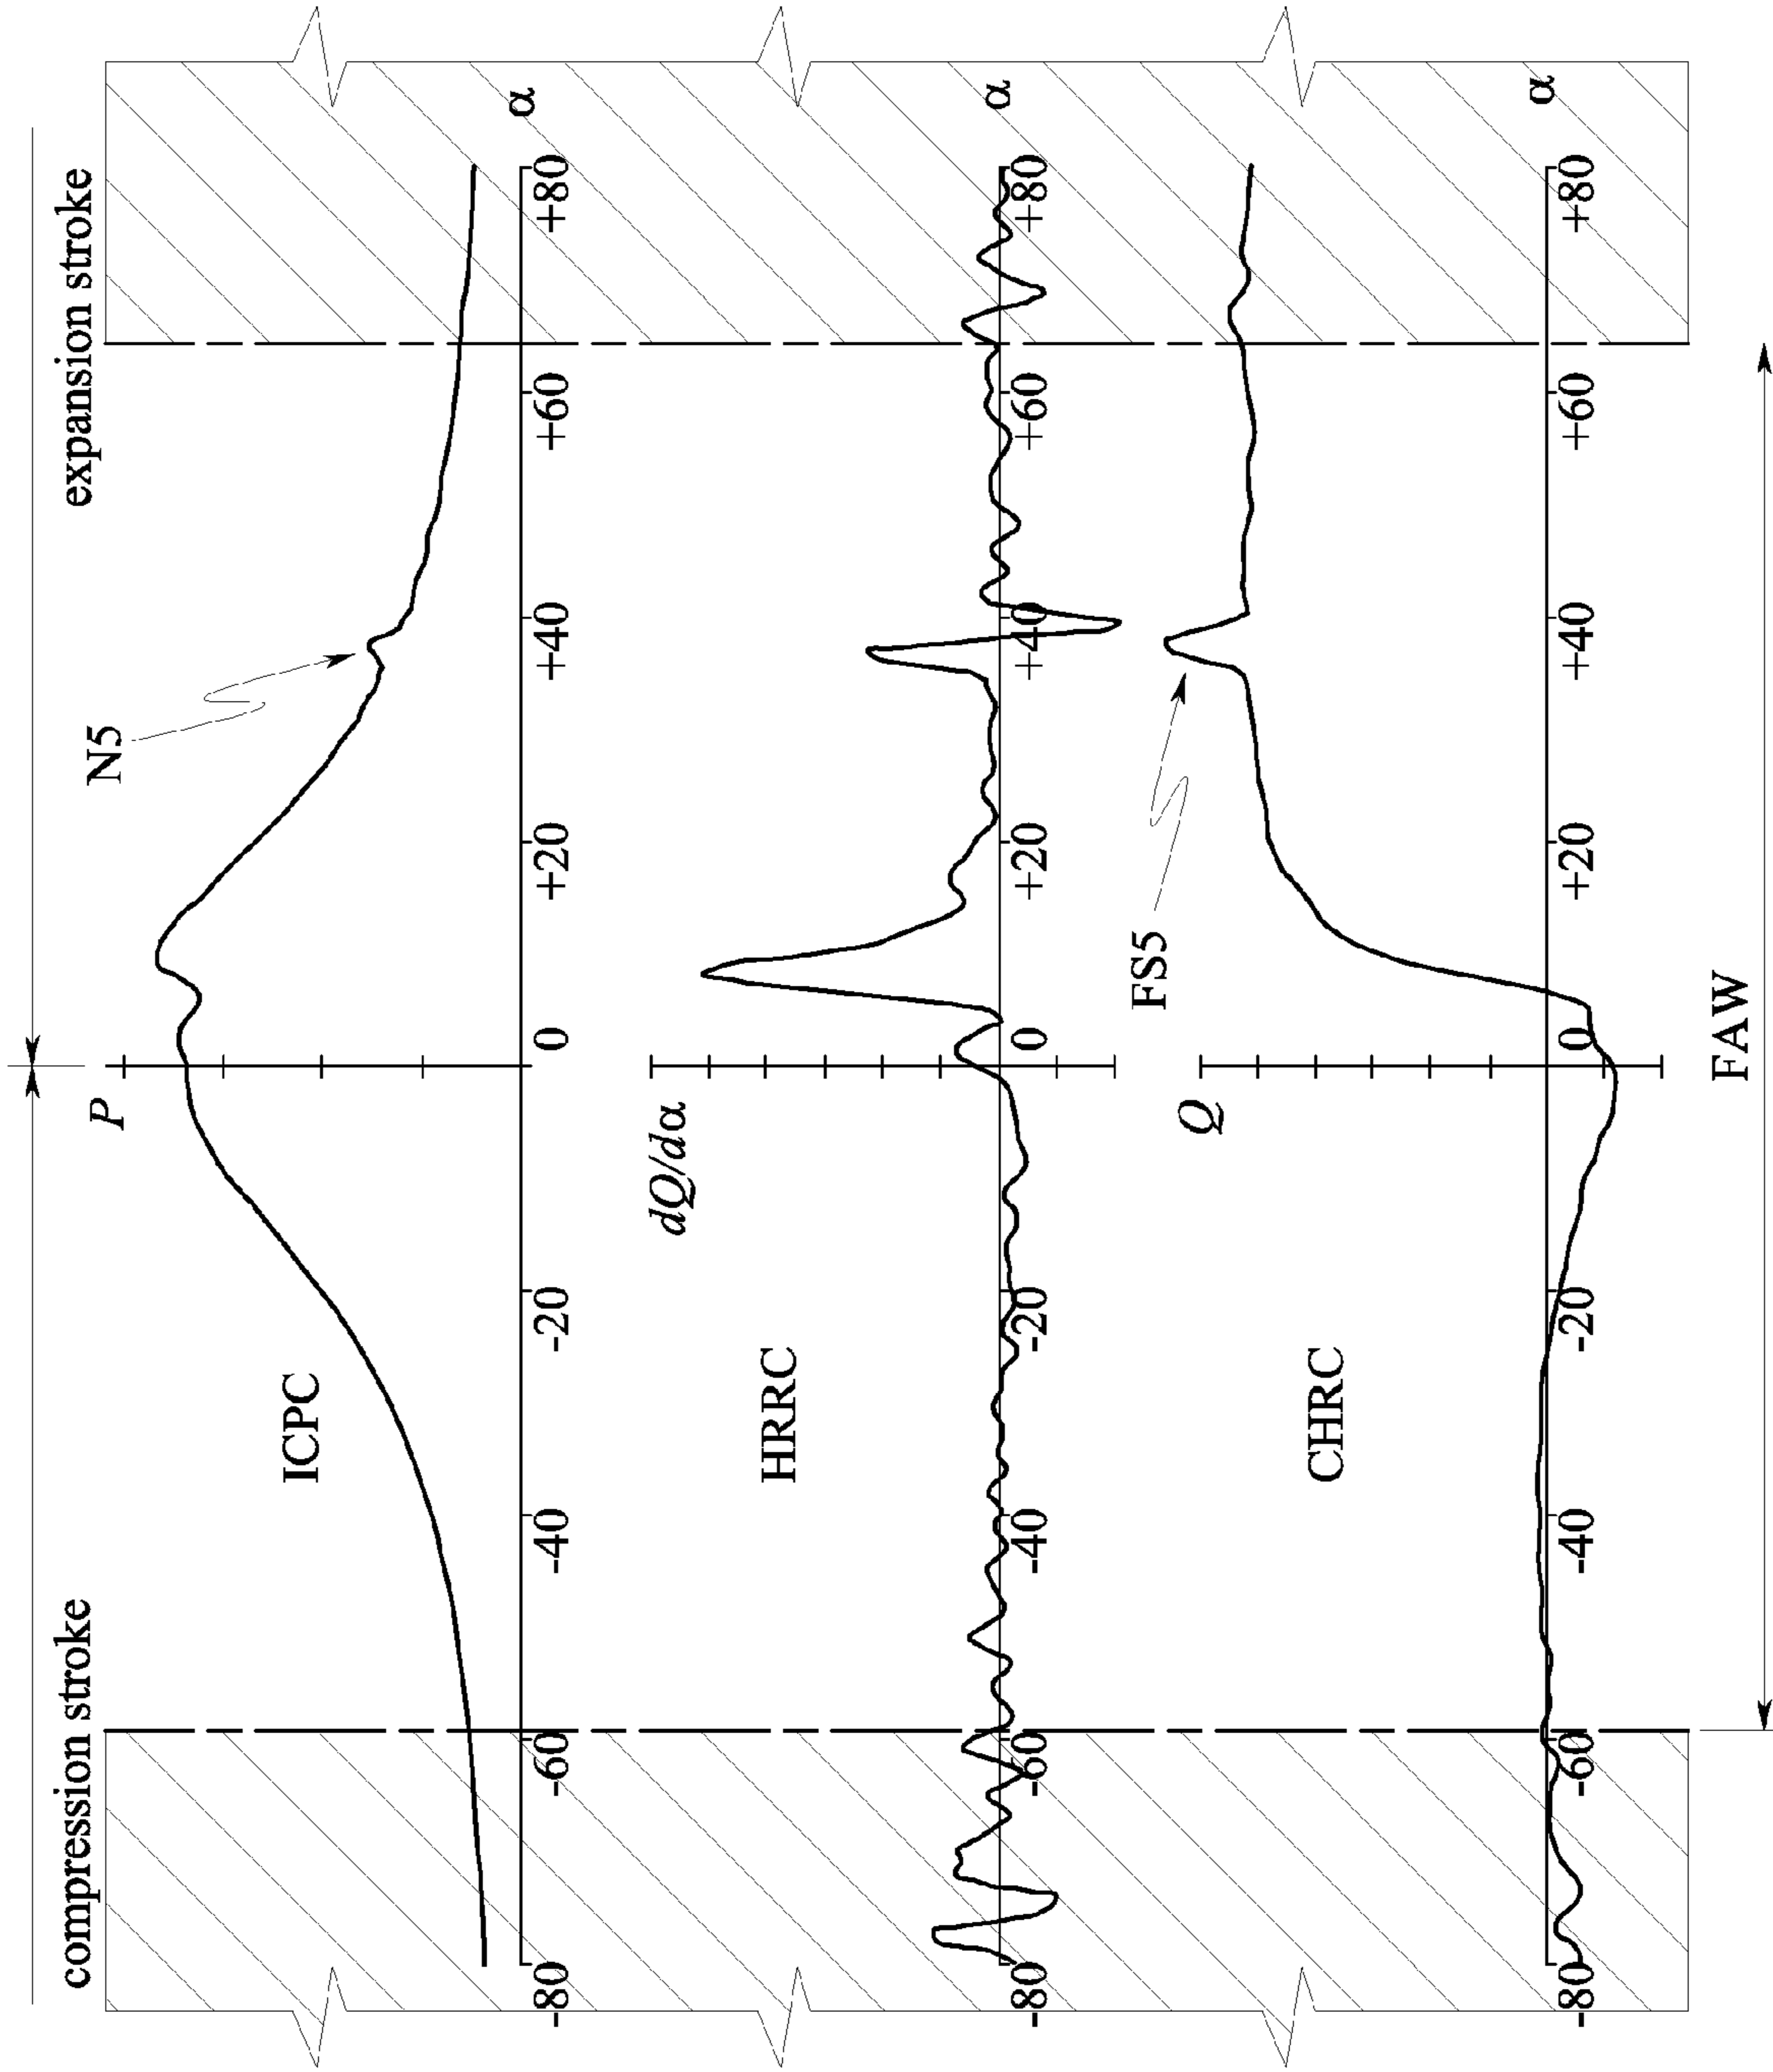 compression stroke
expansion stroke
P
N5
ICPC
α
-80
-60
-40
-20
0
+20
+40
+60
+80
dQ/dα
HRRC
α
-80
-60
-40
-20
0
+20
+40
+60
+80
Q
FS5
CHRC
α
-80
-60
-40
-20
0
+20
+40
+60
+80
FAW